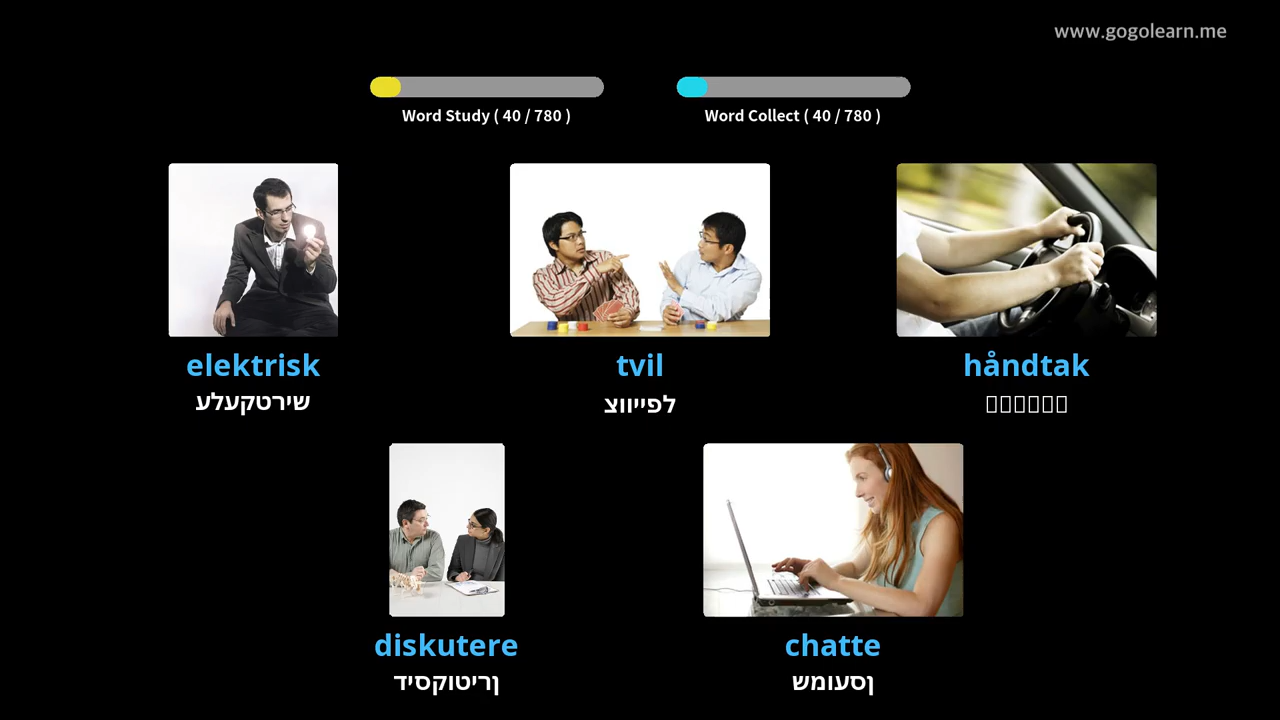 www.gogolearn.me
Word Study ( 40 / 780 )
Word Collect ( 40 / 780 )
elektrisk
שירטקעלע
tvil
לפייווצ
håndtak
diskutere
ןריטוקסיד
chatte
ןסעומש